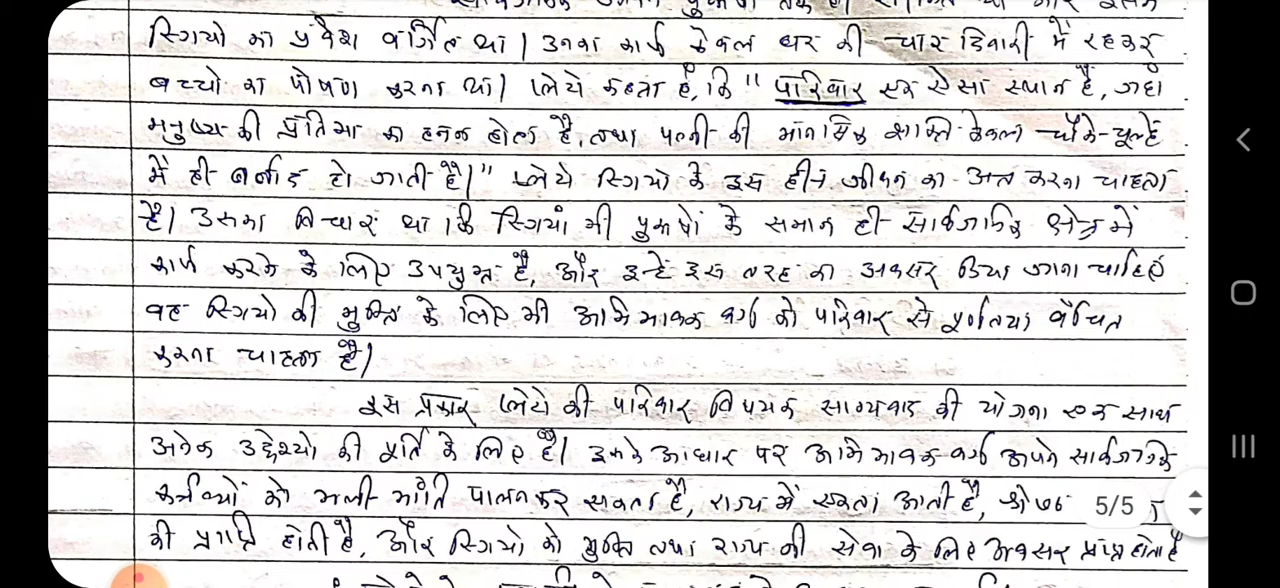 स्त्रियो का प्रवेश वर्जित था। उनका कार्य केवल घर की चार दिवारी में रहकर
बच्चो का पोषण करना था। प्लेटो कहता है, कि " परिवार एक ऐसा स्थान है, जहाँ
मनुष्य की प्रतिभा का हनन होता है, तथा पत्नी की मानसिक शक्ति केवल चौके-चूल्हे
में ही बर्बाद हो जाती है।" प्लेटो स्त्रियो के इस हीन जीवन का अन्त करना चाहता
है। उसका विचार था कि स्त्रियां भी पुरूषों के समान ही सार्वजनिक क्षेत्र में
कार्य करने के लिए उपयुक्त है, और इन्हे इस तरह का अवसर दिया जाना चाहिए
वह स्त्रियो की मुक्ति के लिए भी अभिभावक वर्ग को परिवार से पूर्णतया वंचित
करना चाहता है।
इस प्रकार प्लेटो की परिवार विषयक साम्यवाद की योजना एक साथ
अनेक उद्देश्यो की पूर्ति के लिए है। इसके आधार पर अभिभावक वर्ग अपने सार्वजनिक
कर्तव्यों को भली भाँति पालन कर सकता है, राज्य में एकता आती है, श्रेष्ठ
5/5
की प्राप्ति होती है, और स्त्रियो को मुक्ति तथा राज्य की सेवा के लिए अवसर प्राप्त होता है